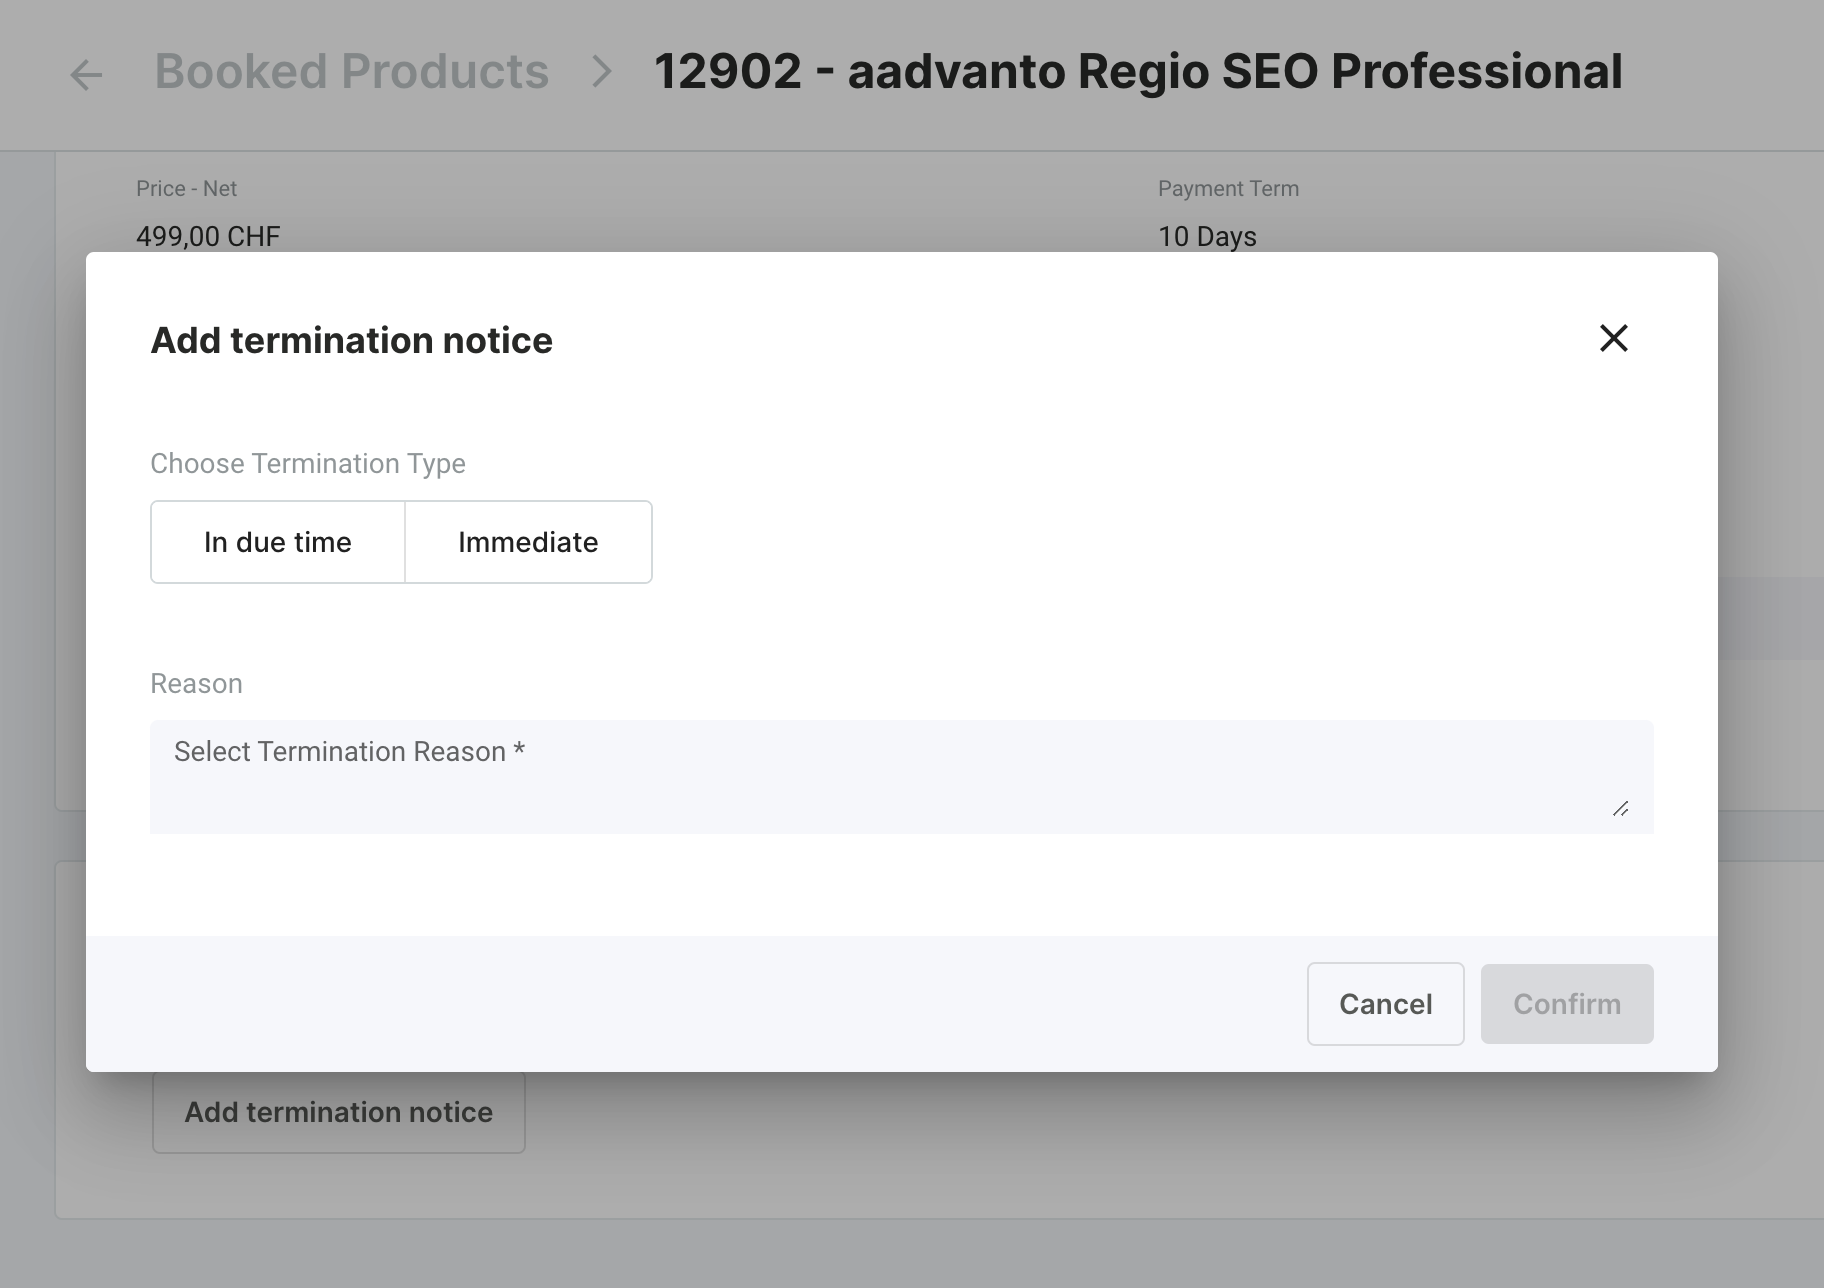 Booked Products > 12902 - aadvanto Regio SEO Professional
Price - Net
499,00 CHF
Payment Term
10 Days
Add termination notice
Choose Termination Type
In due time
Immediate
Reason
Select Termination Reason *
Cancel
Confirm
Add termination notice